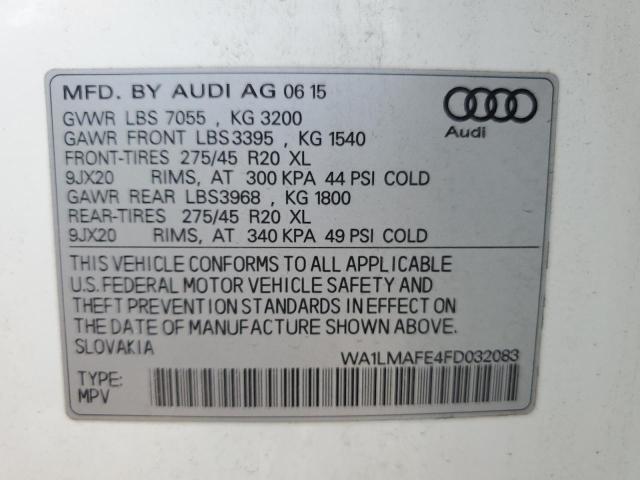 MFD. BY AUDI AG 06 15
GVWR LBS 7055 , KG 3200
GAWR FRONT LBS3395 , KG 1540
FRONT-TIRES 275/45 R20 XL
9JX20 RIMS, AT 300 KPA 44 PSI COLD
GAWR REAR LBS3968 , KG 1800
REAR-TIRES 275/45 R20 XL
9JX20 RIMS, AT 340 KPA 49 PSI COLD
Audi
THIS VEHICLE CONFORMS TO ALL APPLICABLE
U.S. FEDERAL MOTOR VEHICLE SAFETY AND
THEFT PREVENTION STANDARDS IN EFFECT ON
THE DATE OF MANUFACTURE SHOWN ABOVE.
SLOVAKIA
WA1LMAFE4FD032083
TYPE:
MPV